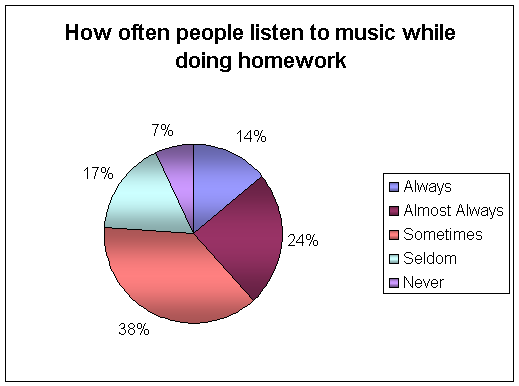 How often people listen to music while
doing homework
7%
14%
17%
24%
38%
Always
Almost Always
Sometimes
Seldom
Never